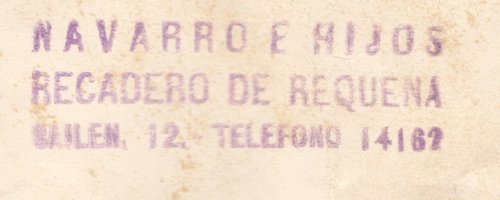 NAVARRO E HIJOS
RECADERO DE REQUENA
BAILEN, 12. TELEFONO 14162